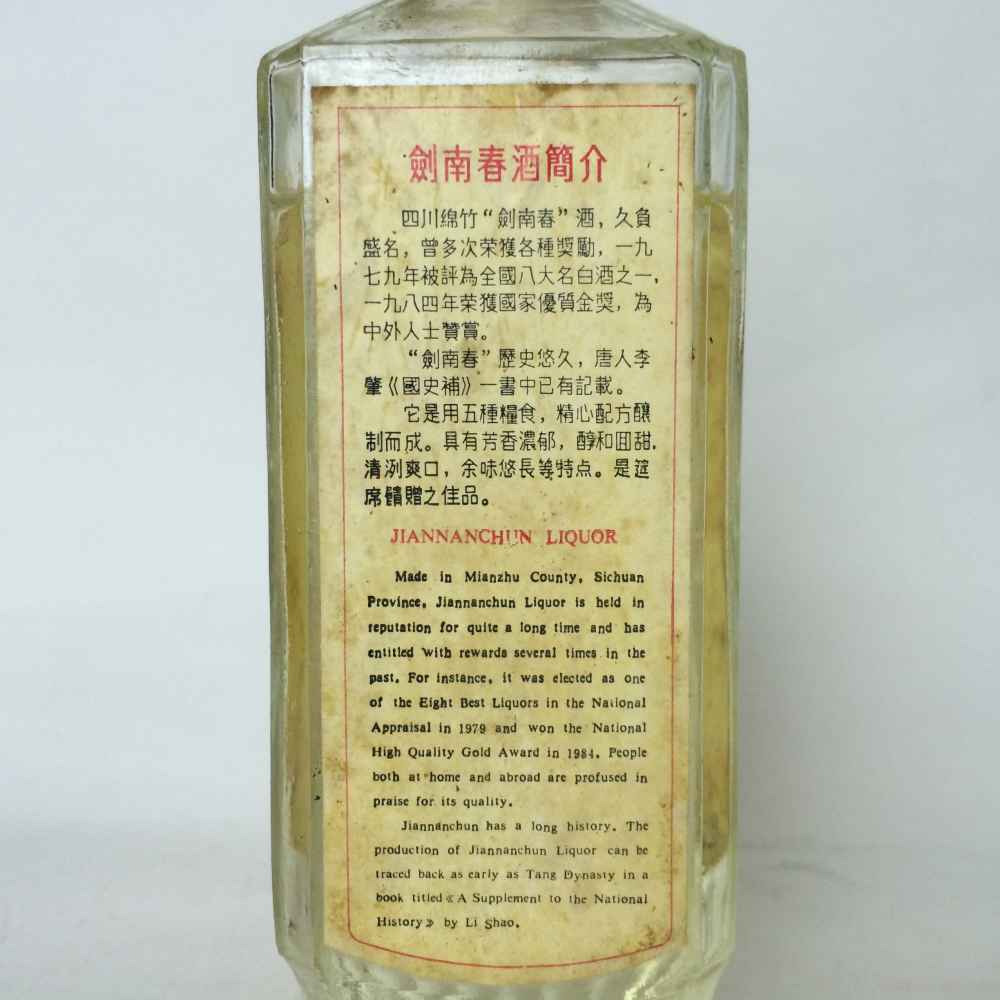 劍南春酒簡介
四川绵竹“劍南春”酒，久負
盛名，曾多次荣獲各種獎勵，一九
七九年被評為全國八大名白酒之一，
一九八四年荣獲國家優質金獎，為
中外人士贊賞。
“劍南春”歷史悠久，唐人李
肇《國史補》一書中已有記載。
它是用五種糧食，精心配方釀
制而成。具有芳香濃郁，醇和囬甜，
清洌爽口，余味悠長等特点。是筵
席饋贈之佳品。
JIANNANCHUN LIQUOR
Made in Mianzhu County, Sichuan
Province, Jiannanchun Liquor is held in
reputation for quite a long time and has
entitled with rewards several times in the
past. For instance, it was elected as one
of the Eight Best Liquors in the National
Appraisal in 1979 and won the National
High Quality Gold Award in 1984. People
both at home and abroad are profused in
praise for its quality.
Jiannanchun has a long history. The
production of Jiannanchun Liquor can be
traced back as early as Tang Dynasty in a
book titled《A Supplement to the National
History》 by Li Shao.